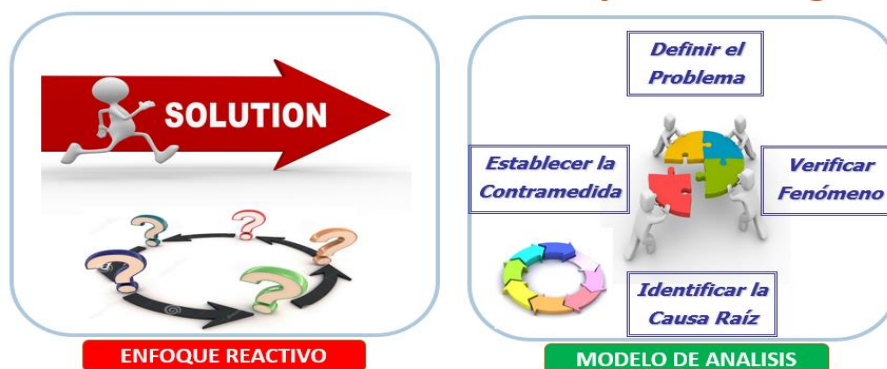 SOLUTION
ENFOQUE REACTIVO
Definir el
Problema
Establecer la
Contramedida
Verificar
Fenómeno
Identificar la
Causa Raíz
MODELO DE ANALISIS